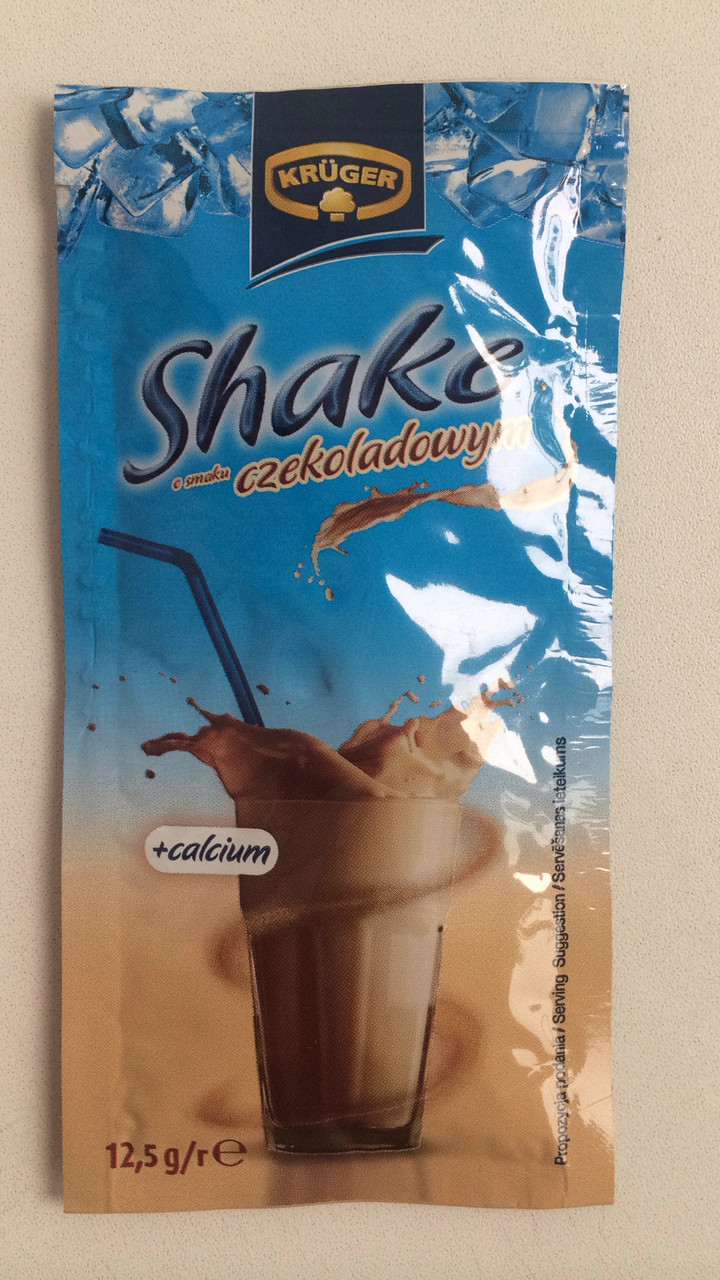 KRÜGER
Shake
o smaku czekoladowym
+calcium
12,5 g/r ℮
Propozycja podania / Serving Suggestion / Servēšanas ieteikums